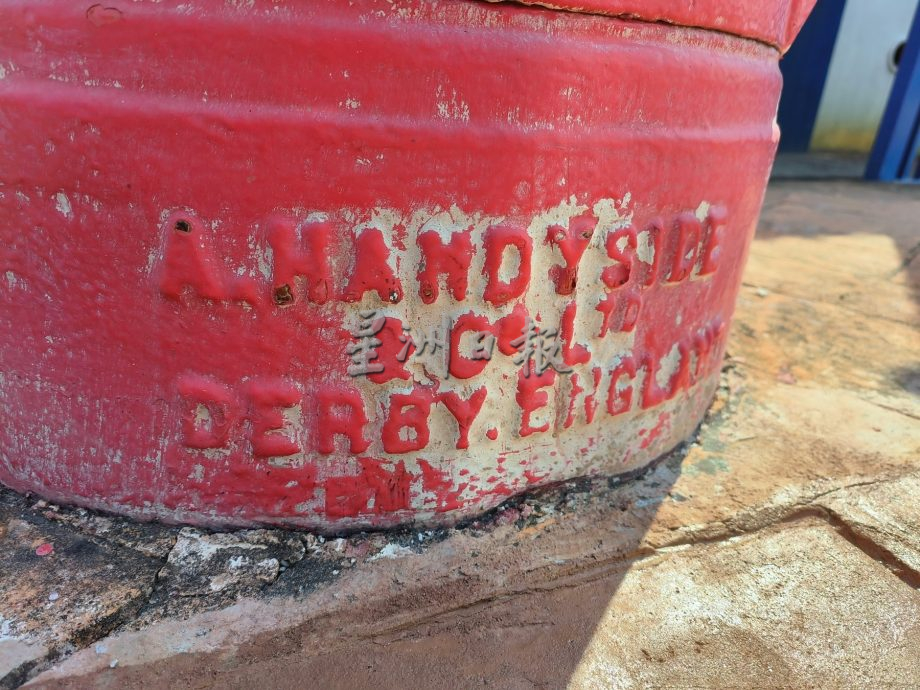 A. HANDYSIDE
& Co LTD
DERBY. ENGLAND
星洲日報